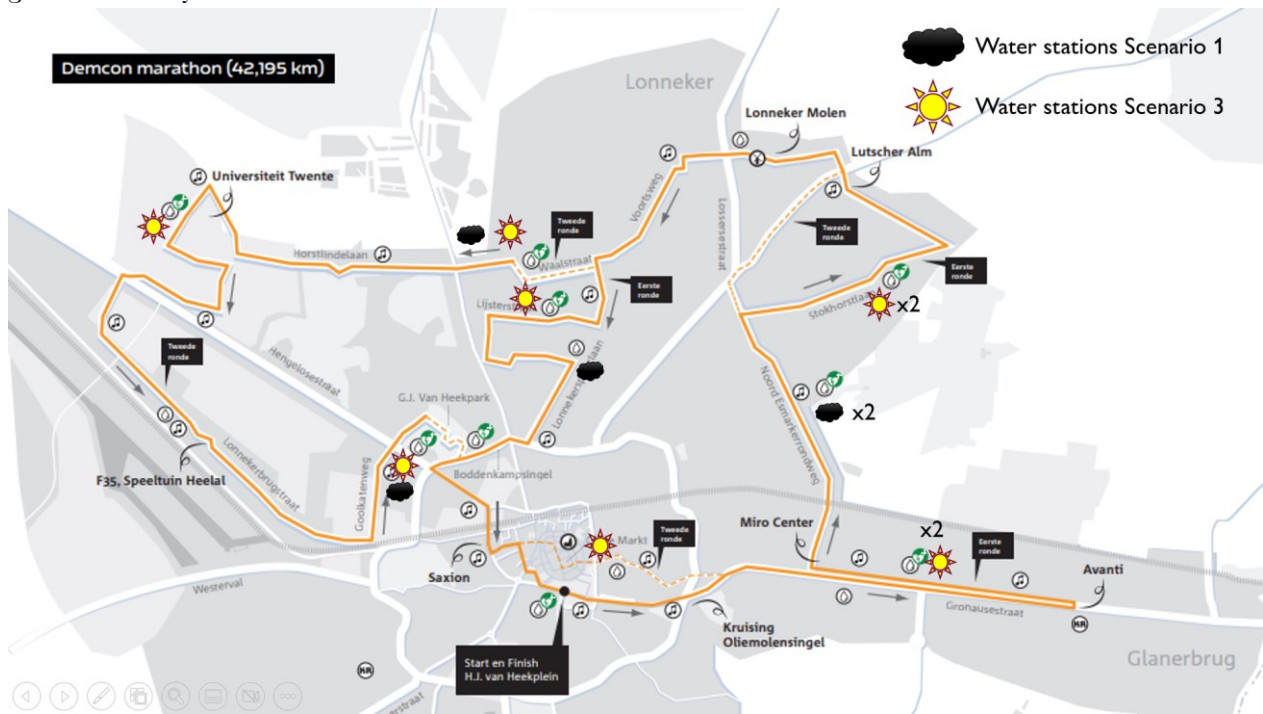 Demcon marathon (42,195 km)
Water stations Scenario 1
Water stations Scenario 3
Lonneker
Lonneker Molen
Lutscher Alm
Universiteit Twente
Tweede
ronde
Horstlindelaan
Waalstraat
Voortsweg
Lossersestraat
Tweede
ronde
Eerste
ronde
Eerste
ronde
Stokhorstlaan
x2
Hengelosestraat
Tweede
ronde
G.J. Van Heekpark
x2
Noord Esmarkerrondweg
F35, Speeltuin Heelal
Lonnekerbrugstraat
Goolkatenweg
Boddenkampsingel
Miro Center
x2
Markt
Tweede
ronde
Eerste
ronde
Avanti
Saxion
Westerval
Gronausestraat
KR
Kruising
Oliemolensingel
Start en Finish
H.J. van Heekplein
KR
Glanerbrug